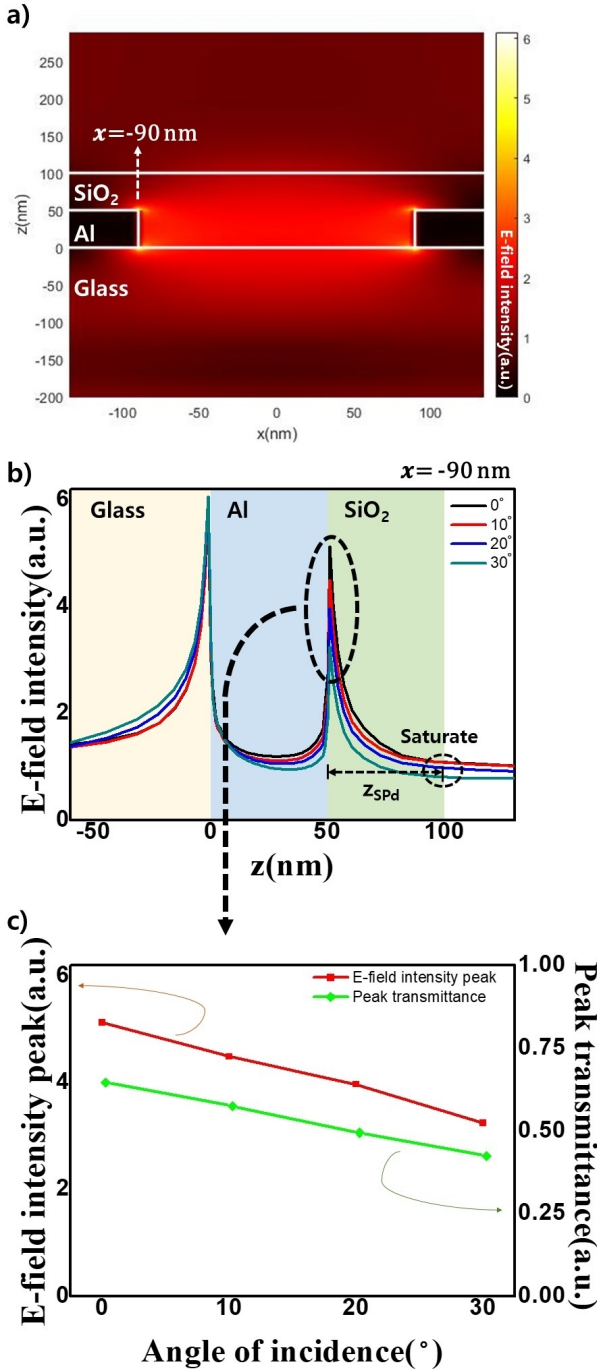 a)
x=-90 nm
SiO₂
Al
Glass
z(nm)
250
200
150
100
50
0
-50
-100
-150
-200
-100
-50
0
50
100
x(nm)
6
5
4
3
2
1
0
E-field intensity(a.u.)
b)
x= -90 nm
Glass
Al
SiO₂
0°
10°
20°
30°
Saturate
z_SPd
E-field intensity(a.u.)
6
4
2
0
-50
0
50
100
z(nm)
c)
E-field intensity peak
Peak transmittance
E-field intensity peak(a.u.)
6
4
2
0
Peak transmittance(a.u.)
1.00
0.75
0.50
0.25
0.00
0
10
20
30
Angle of incidence(°)